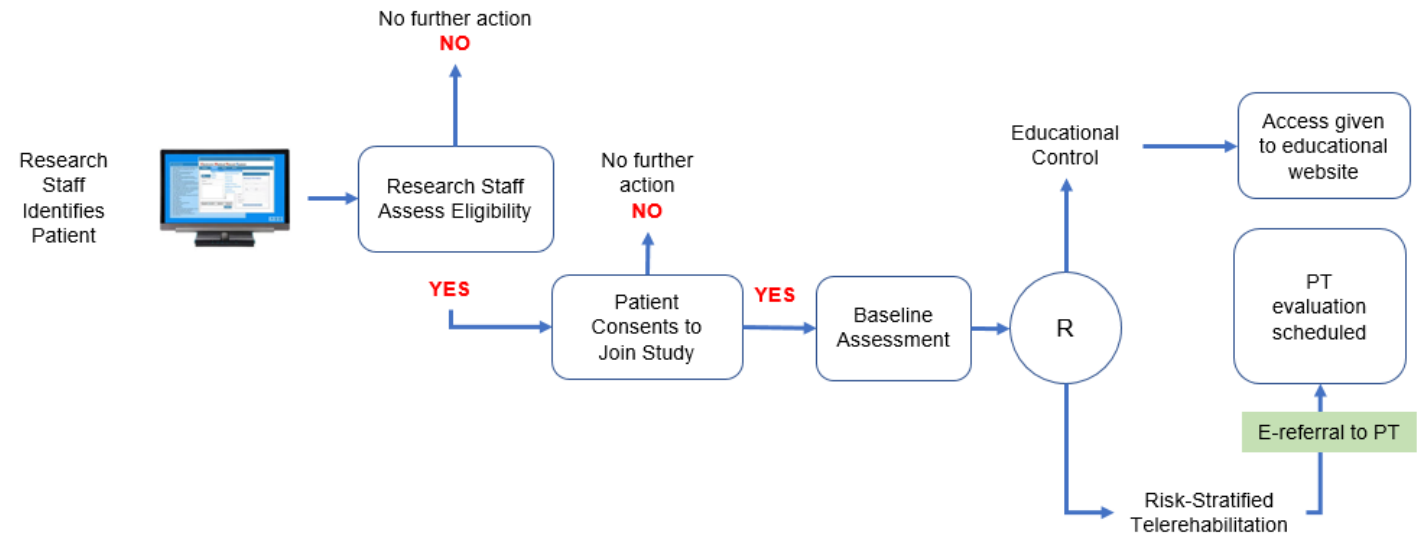 Research
Staff
Identifies
Patient
No further action
NO
Research Staff
Assess Eligibility
YES
No further
action
NO
Patient
Consents to
Join Study
YES
Baseline
Assessment
R
Educational
Control
Access given
to educational
website
Risk-Stratified
Telerehabilitation
E-referral to PT
PT
evaluation
scheduled